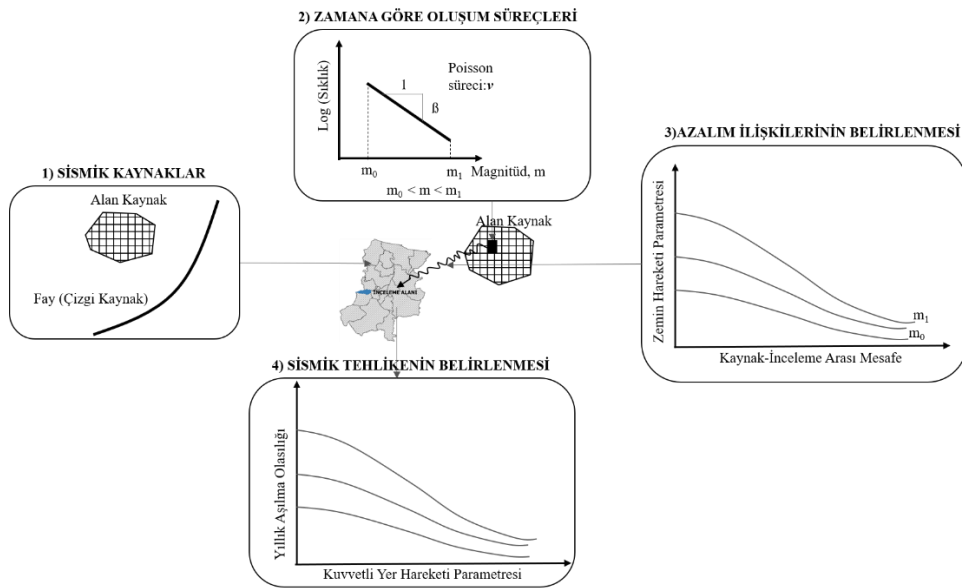 2) ZAMANA GÖRE OLUŞUM SÜREÇLERİ
Log (Sıklık)
1
ß
Poisson
süreci:v
m0
m1
Magnitüd, m
m0 < m < m1
1) SİSMİK KAYNAKLAR
Alan Kaynak
Fay (Çizgi Kaynak)
Alan Kaynak
İNCELEME ALANI
3)AZALIM İLİŞKİLERİNİN BELİRLENMESİ
Zemin Hareketi Parametresi
m1
m0
Kaynak-İnceleme Arası Mesafe
4) SİSMİK TEHLİKENİN BELİRLENMESİ
Yıllık Aşılma Olasılığı
Kuvvetli Yer Hareketi Parametresi